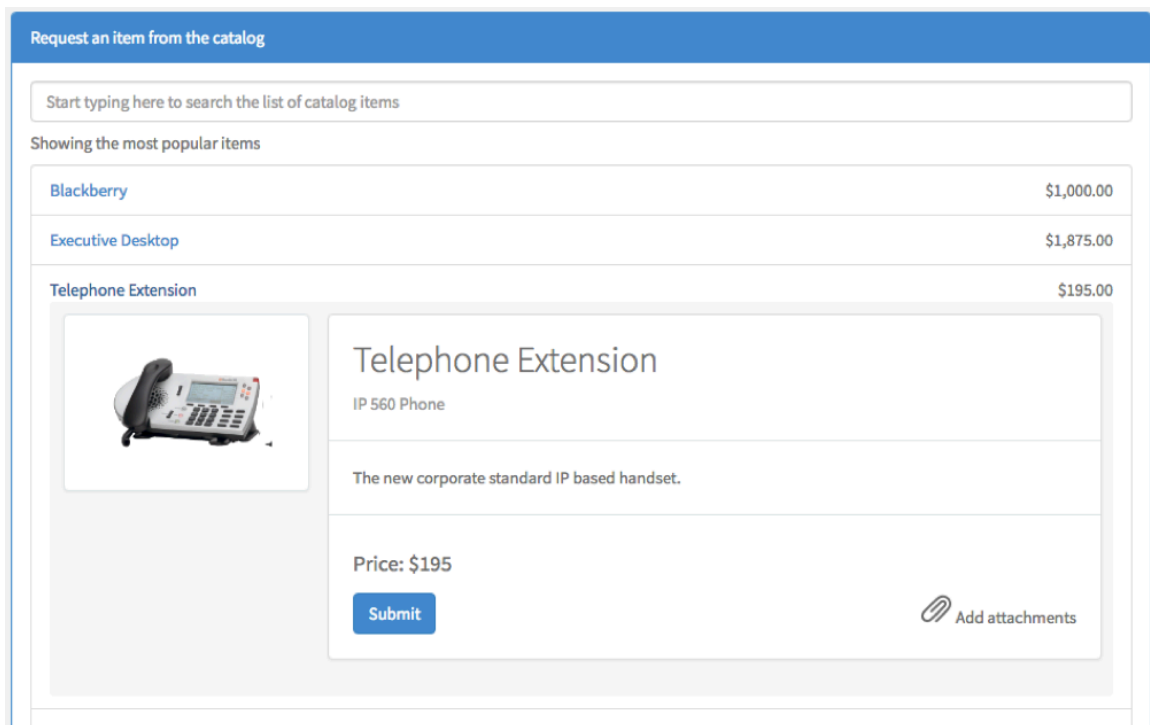 Request an item from the catalog
Start typing here to search the list of catalog items
Showing the most popular items
Blackberry $1,000.00
Executive Desktop $1,875.00
Telephone Extension $195.00
Telephone Extension
IP 560 Phone
The new corporate standard IP based handset.
Price: $195
Submit
Add attachments